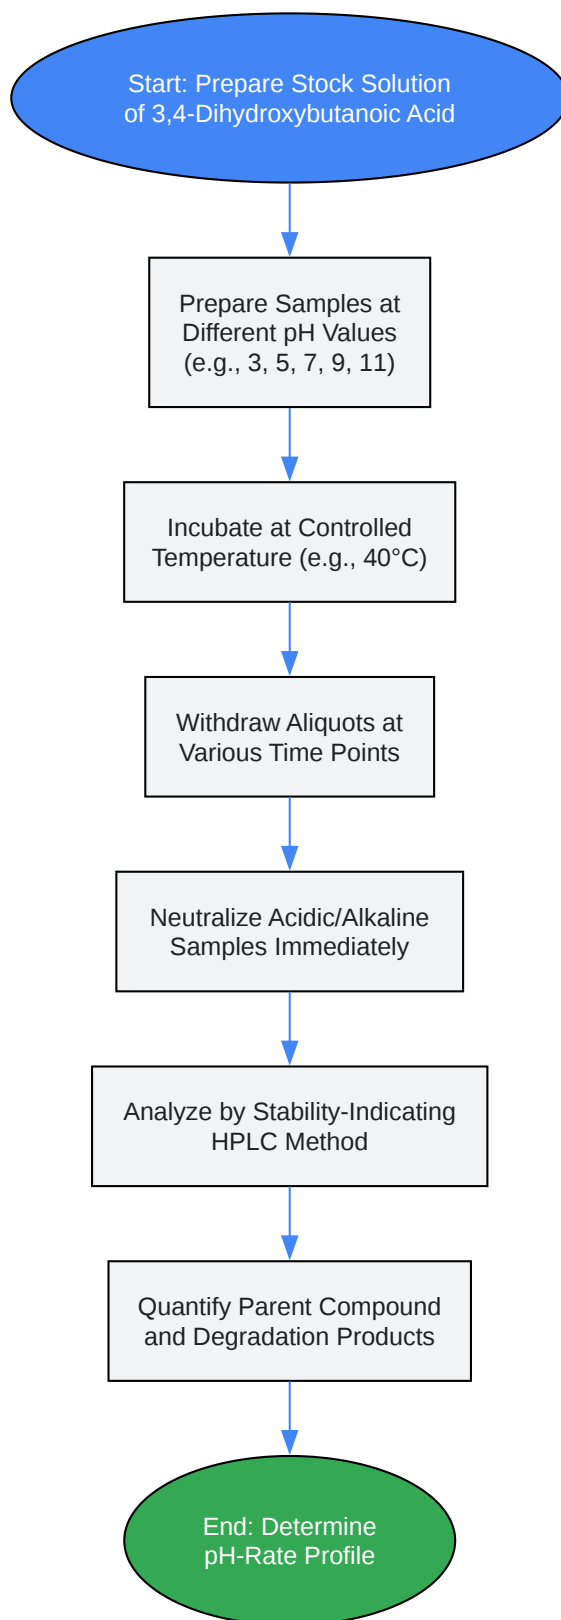 Start: Prepare Stock Solution
of 3,4-Dihydroxybutanoic Acid
Prepare Samples at
Different pH Values
(e.g., 3, 5, 7, 9, 11)
Incubate at Controlled
Temperature (e.g., 40°C)
Withdraw Aliquots at
Various Time Points
Neutralize Acidic/Alkaline
Samples Immediately
Analyze by Stability-Indicating
HPLC Method
Quantify Parent Compound
and Degradation Products
End: Determine
pH-Rate Profile